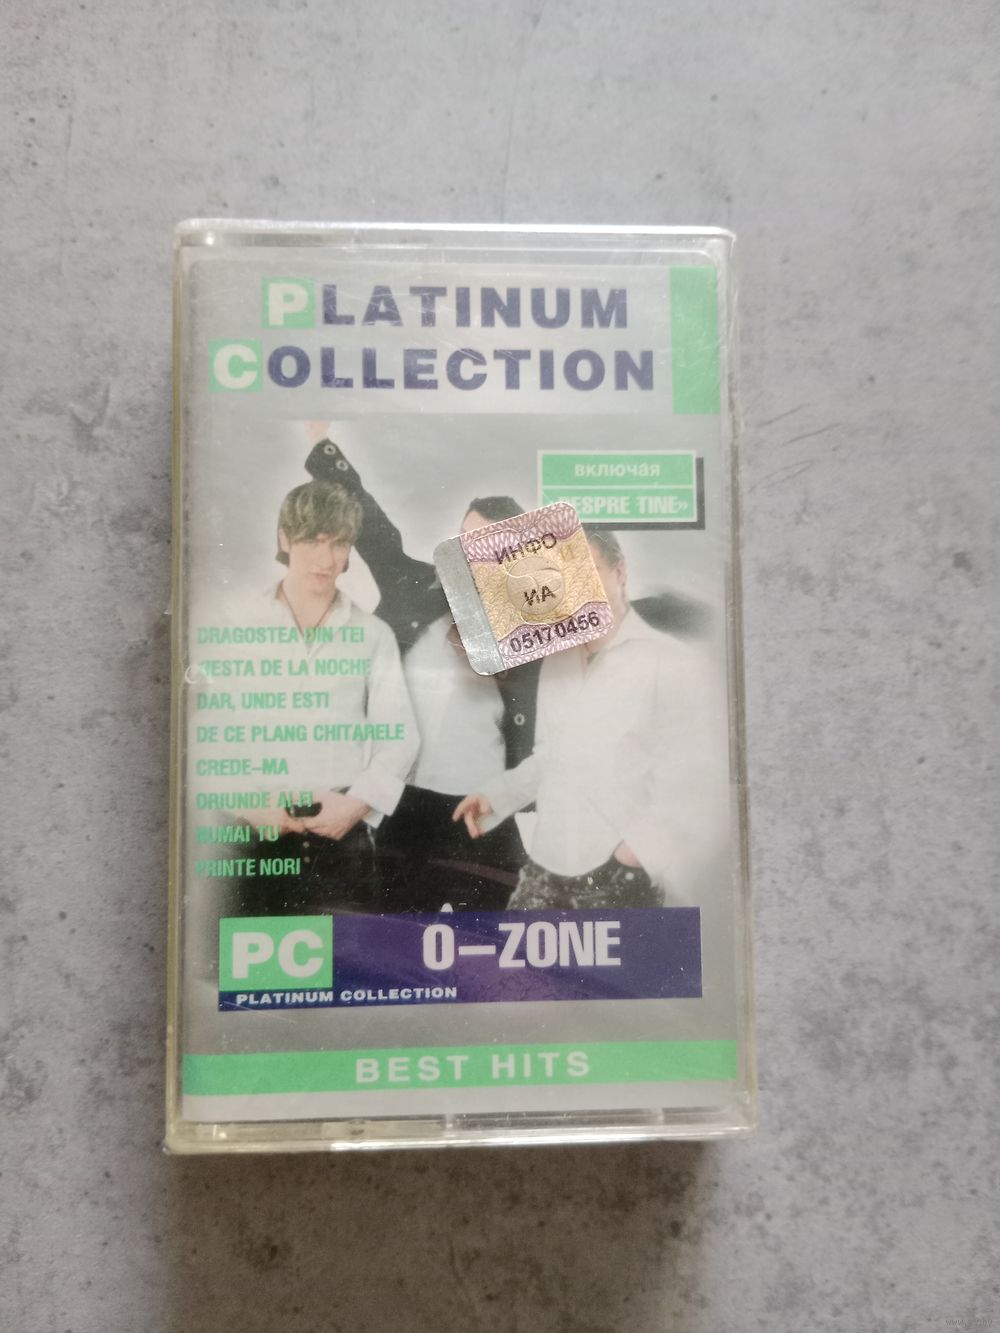 PLATINUM
COLLECTION
включая
«DESPRE TINE»
ИНФО
ИА
05170456
DRAGOSTEA DIN TEI
FIESTA DE LA NOCHE
DAR, UNDE ESTI
DE CE PLANG CHITARELE
CREDE-MA
ORIUNDE AI FI
NUMAI TU
PRINTE NORI
PC
O-ZONE
PLATINUM COLLECTION
BEST HITS